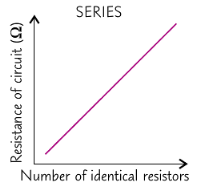 SERIES
Resistance of circuit (Ω)
Number of identical resistors